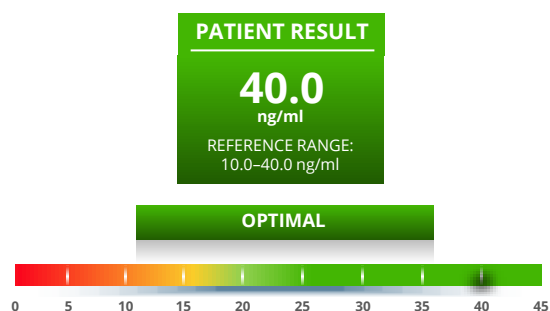 PATIENT RESULT
40.0
ng/ml
REFERENCE RANGE:
10.0–40.0 ng/ml
OPTIMAL
0 5 10 15 20 25 30 35 40 45